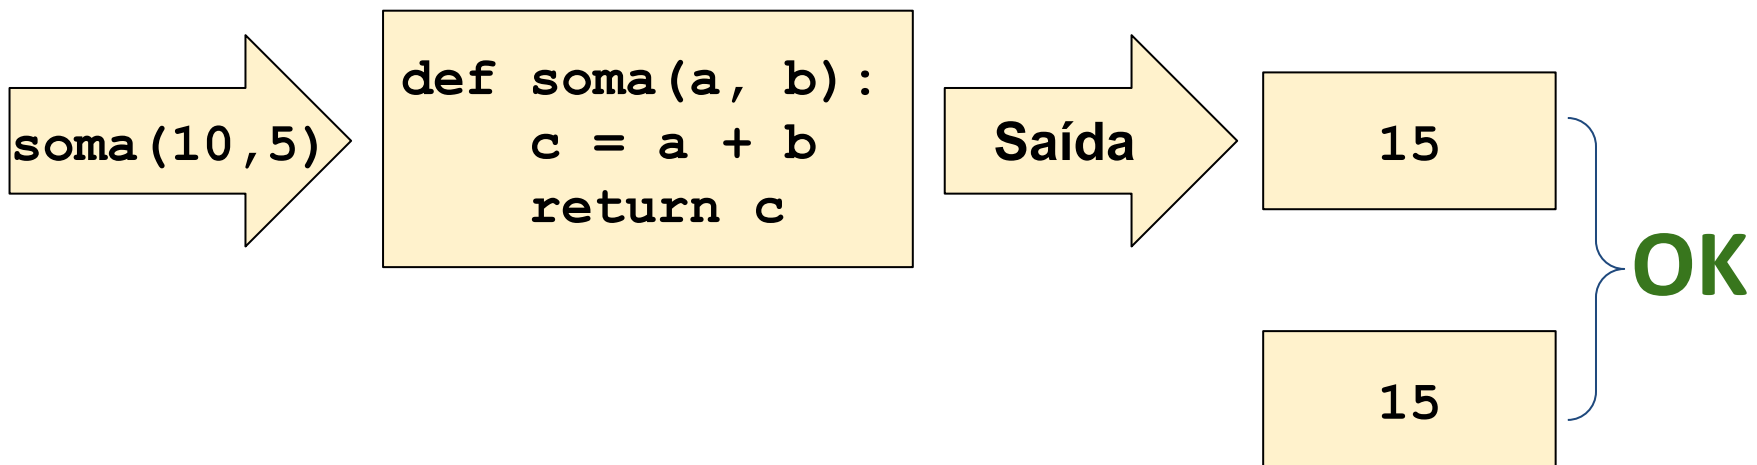 soma(10,5)
def soma(a, b):
    c = a + b
    return c
Saída
15
OK
15